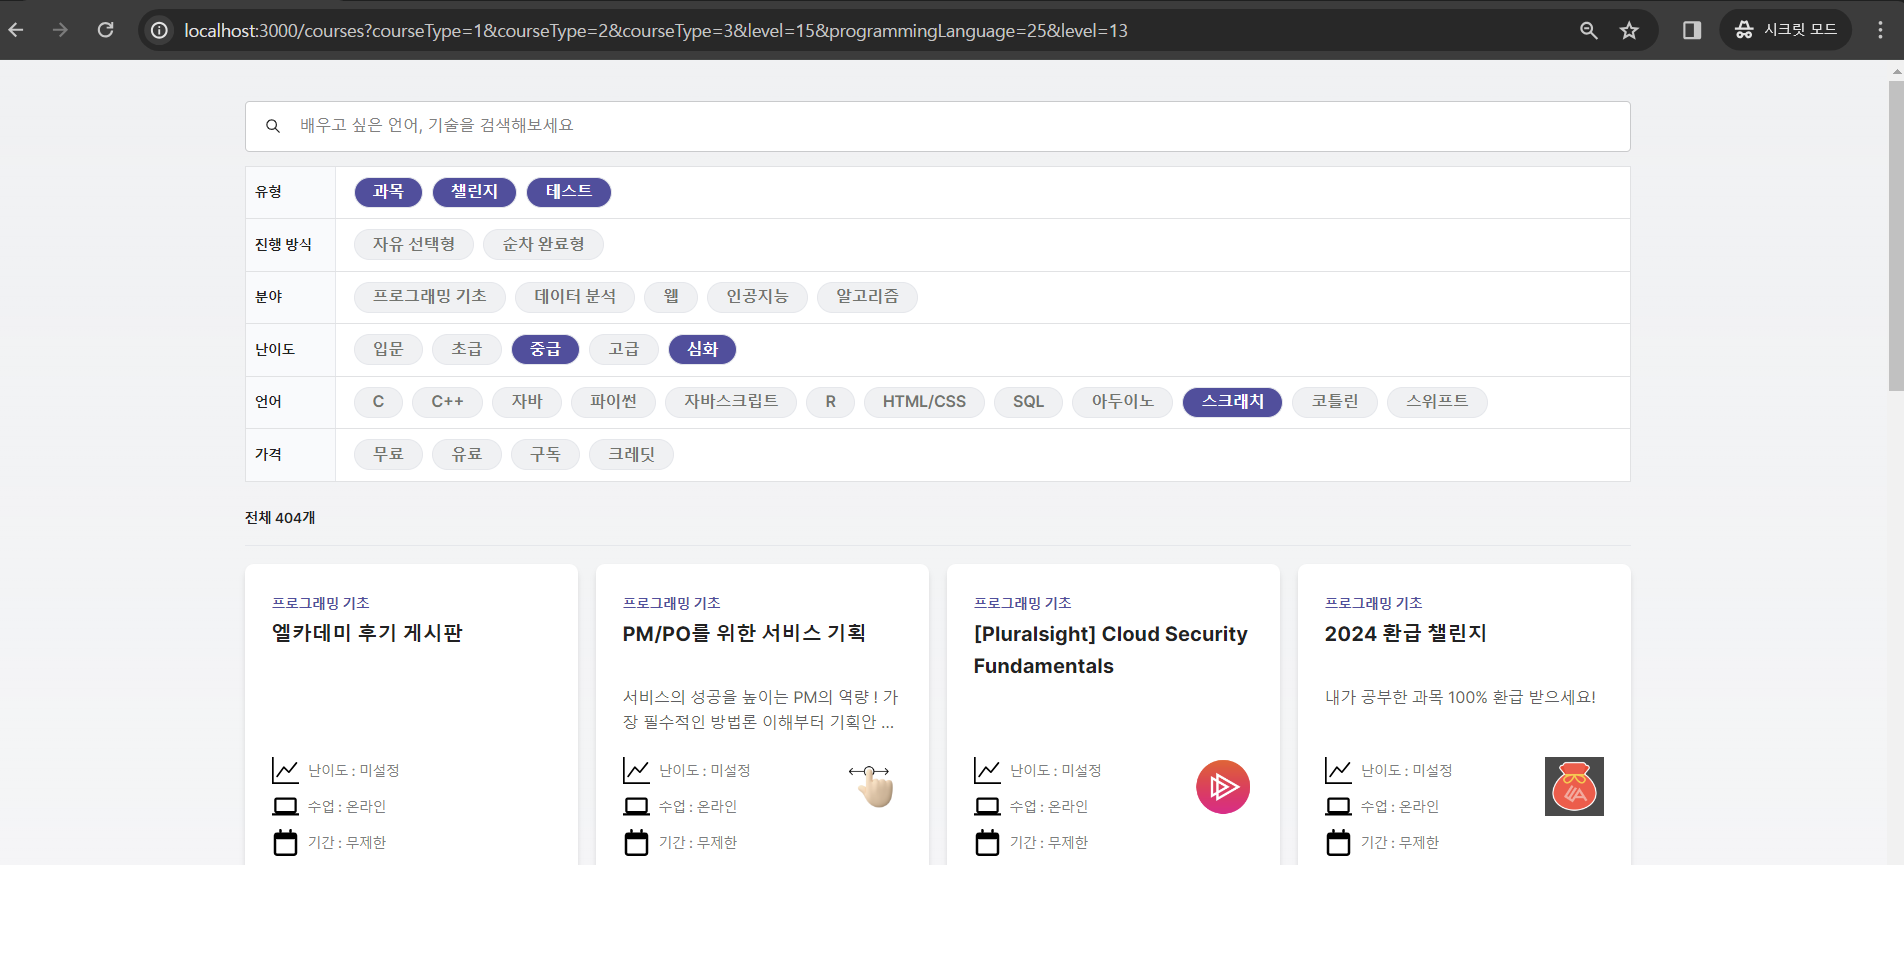 localhost:3000/courses?courseType=1&courseType=2&courseType=3&level=15&programmingLanguage=25&level=13
시크릿 모드
배우고 싶은 언어, 기술을 검색해보세요
유형 과목 챌린지 테스트
진행 방식 자유 선택형 순차 완료형
분야 프로그래밍 기초 데이터 분석 웹 인공지능 알고리즘
난이도 입문 초급 중급 고급 심화
언어 C C++ 자바 파이썬 자바스크립트 R HTML/CSS SQL 아두이노 스크래치 코틀린 스위프트
가격 무료 유료 구독 크레딧
전체 404개
프로그래밍 기초
엘카데미 후기 게시판
난이도 : 미설정
수업 : 온라인
기간 : 무제한
프로그래밍 기초
PM/PO를 위한 서비스 기획
서비스의 성공을 높이는 PM의 역량 ! 가
장 필수적인 방법론 이해부터 기획안 ...
난이도 : 미설정
수업 : 온라인
기간 : 무제한
프로그래밍 기초
[Pluralsight] Cloud Security
Fundamentals
난이도 : 미설정
수업 : 온라인
기간 : 무제한
프로그래밍 기초
2024 환급 챌린지
내가 공부한 과목 100% 환급 받으세요!
난이도 : 미설정
수업 : 온라인
기간 : 무제한